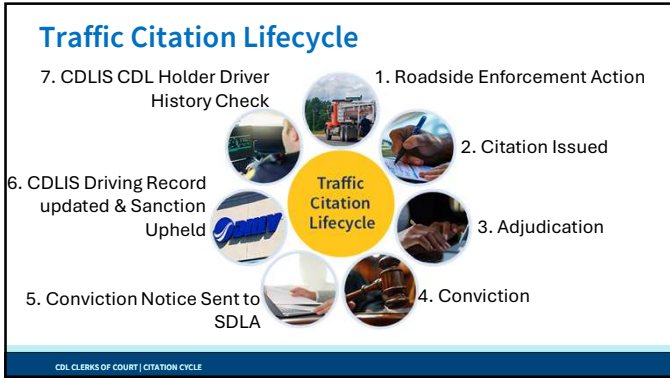 Traffic Citation Lifecycle
7. CDLIS CDL Holder Driver
History Check
1. Roadside Enforcement Action
2. Citation Issued
6. CDLIS Driving Record
updated & Sanction
Upheld
Traffic
Citation
Lifecycle
DMV
3. Adjudication
5. Conviction Notice Sent to
SDLA
4. Conviction
CDL CLERKS OF COURT | CITATION CYCLE